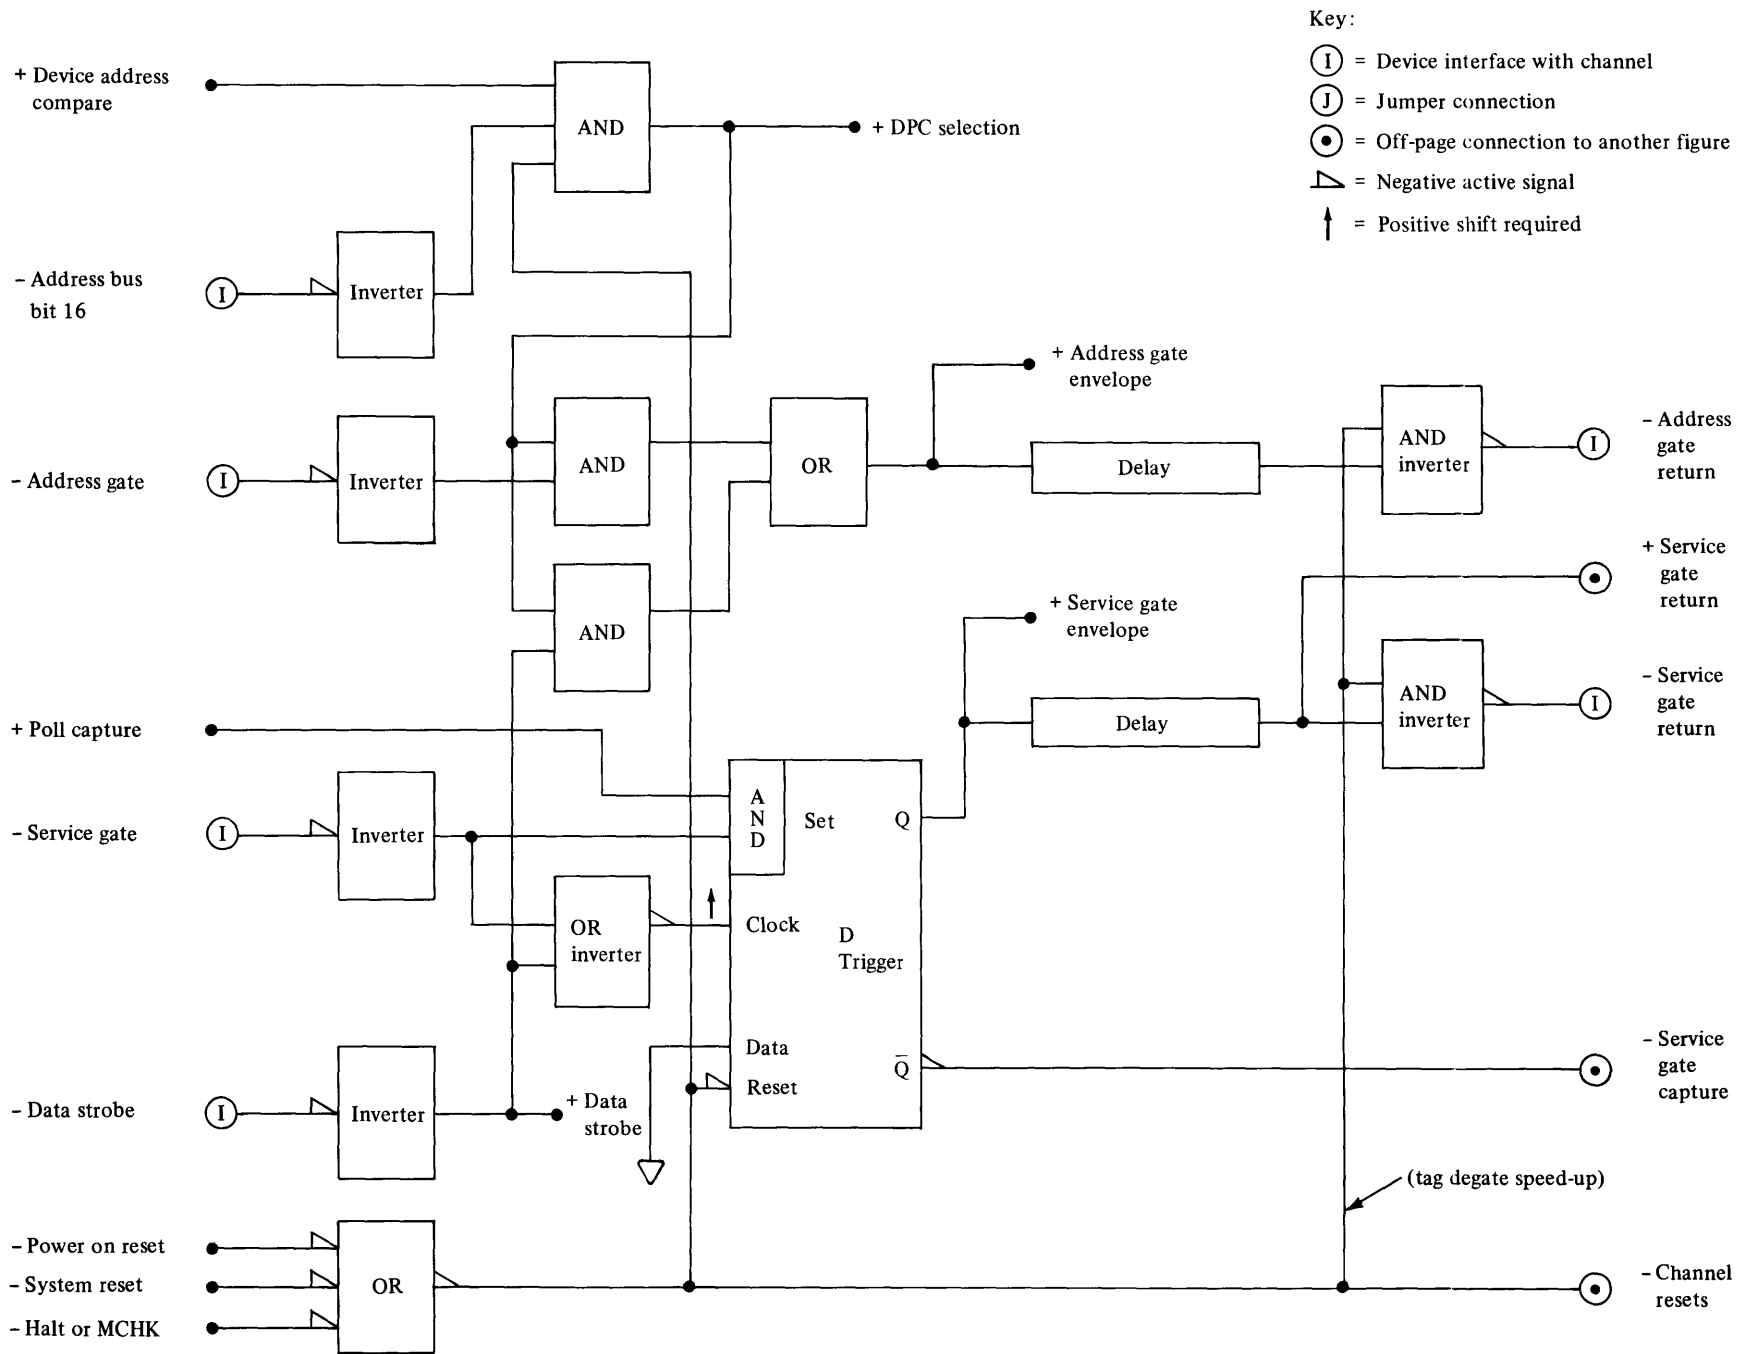 Key:
I = Device interface with channel
J = Jumper connection
= Off-page connection to another figure
= Negative active signal
= Positive shift required
+ Device address
compare
AND
+ DPC selection
– Address bus
bit 16
I
Inverter
– Address gate
I
Inverter
AND
OR
+ Address gate
envelope
Delay
AND
inverter
I
– Address
gate
return
AND
+ Service gate
envelope
+ Service
gate
return
Delay
AND
inverter
I
– Service
gate
return
+ Poll capture
– Service gate
I
Inverter
A
N
D
Set
Q
OR
inverter
Clock
D
Trigger
Data
Reset
Q̅
– Service
gate
capture
– Data strobe
I
Inverter
+ Data
strobe
(tag degate speed-up)
– Power on reset
– System reset
– Halt or MCHK
OR
– Channel
resets